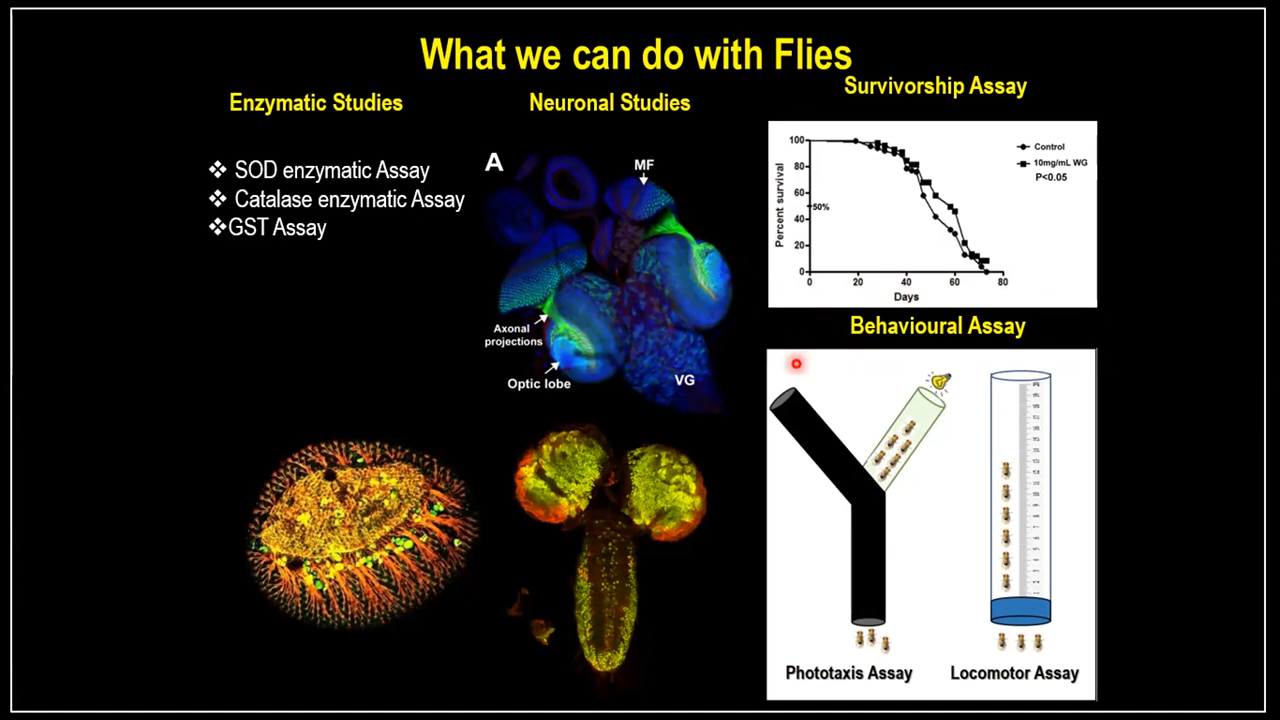 What we can do with Flies
Enzymatic Studies
❖ SOD enzymatic Assay
❖ Catalase enzymatic Assay
❖GST Assay
Neuronal Studies
A
MF
Axonal
projections
Optic lobe
VG
Survivorship Assay
Percent survival
100
80
60
50%
40
20
0
0 20 40 60 80
Days
Control
10mg/mL WG
P<0.05
Behavioural Assay
Phototaxis Assay
Locomotor Assay